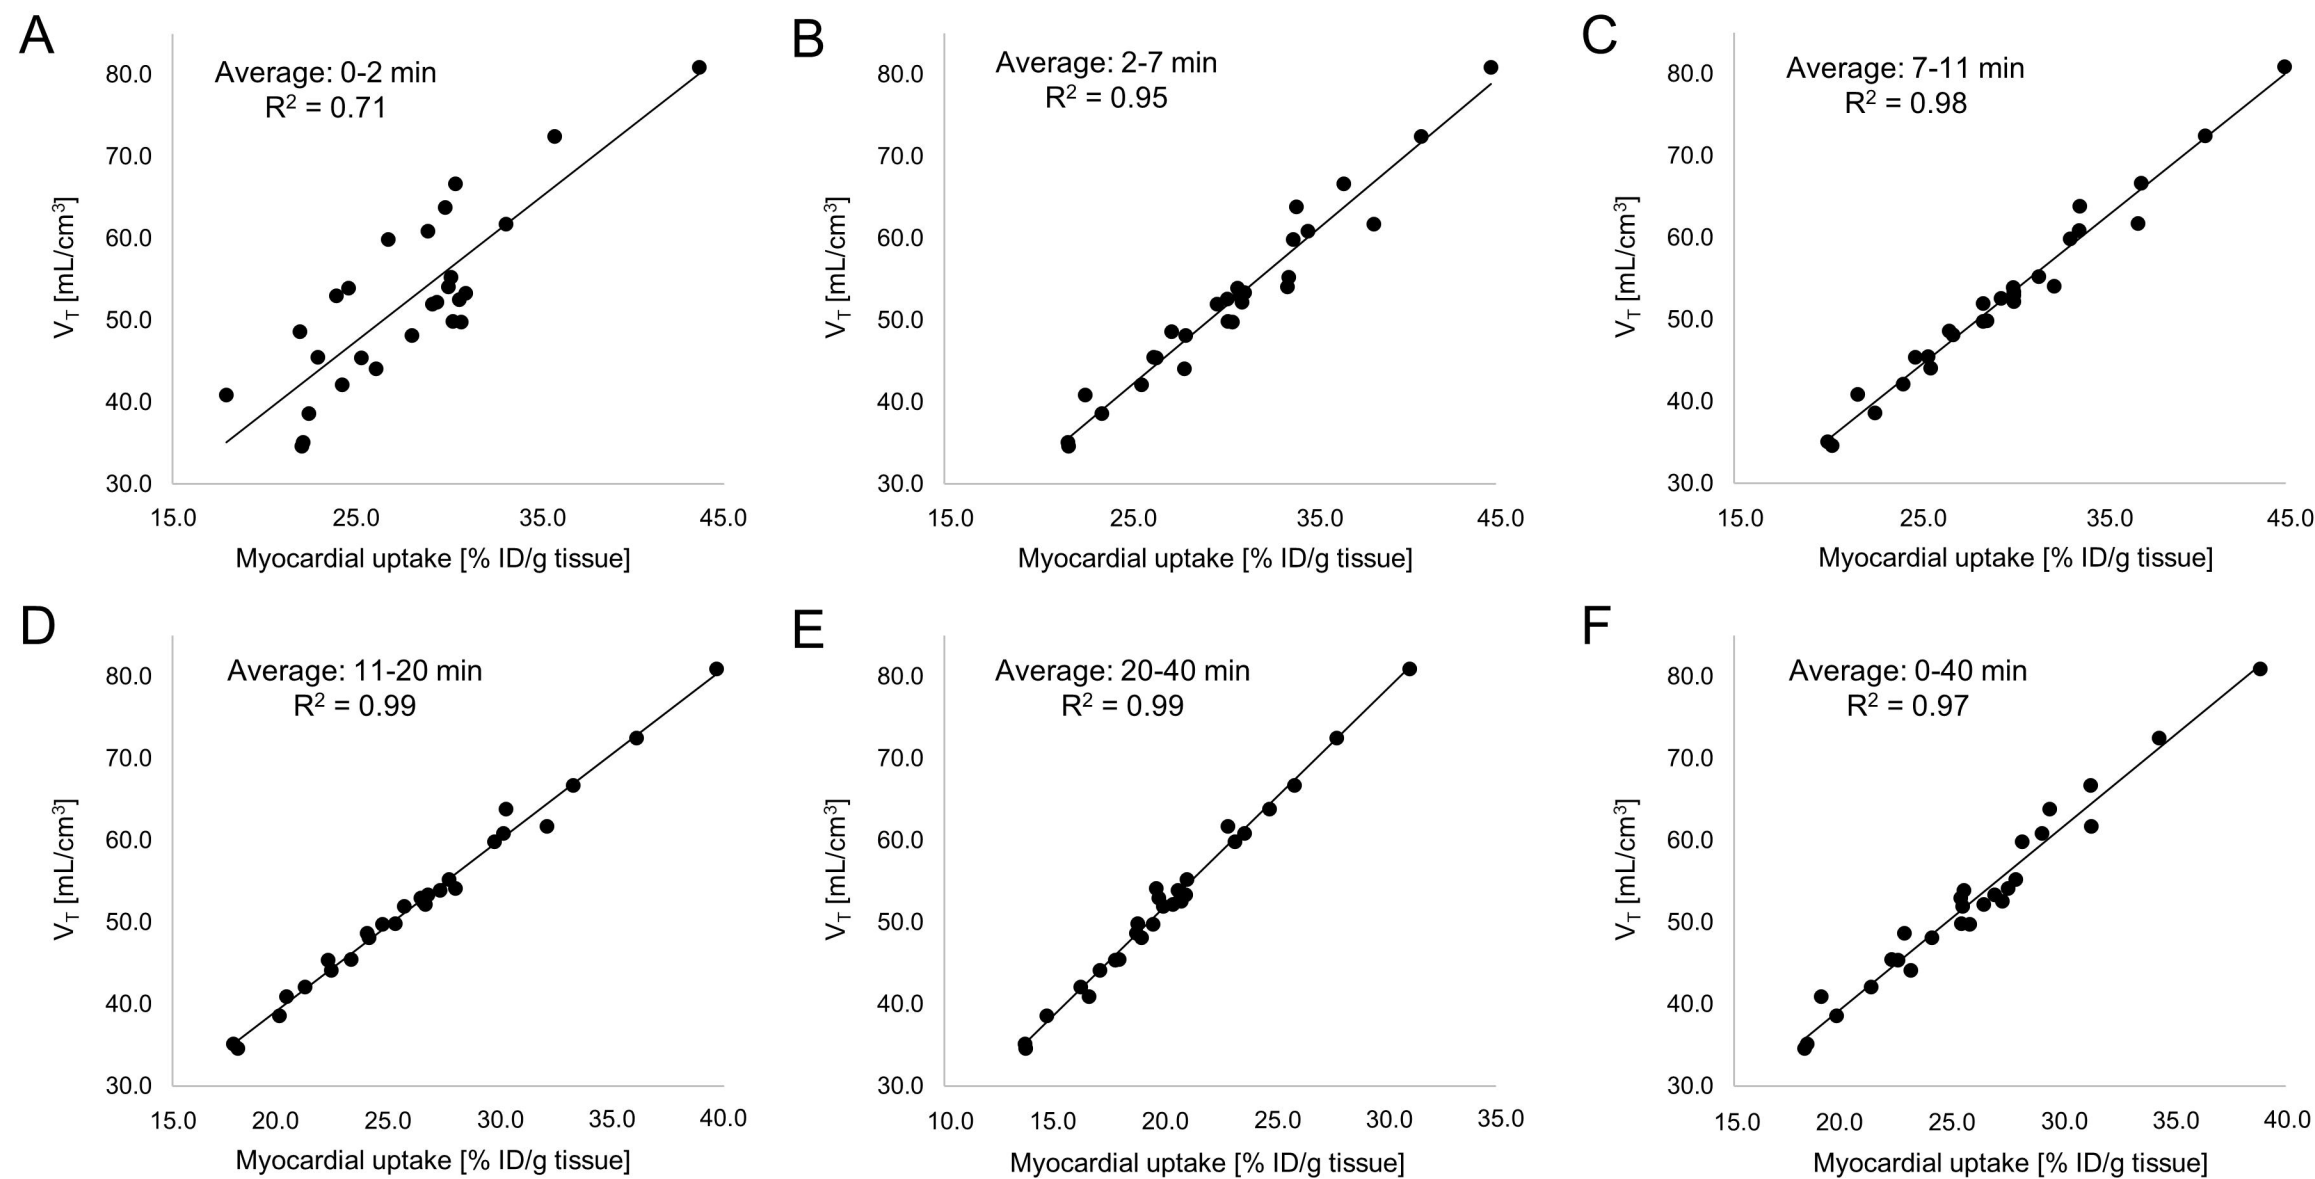 A
Average: 0-2 min
R² = 0.71
80.0
70.0
60.0
50.0
40.0
30.0
V_T [mL/cm³]
15.0 25.0 35.0 45.0
Myocardial uptake [% ID/g tissue]
B
Average: 2-7 min
R² = 0.95
80.0
70.0
60.0
50.0
40.0
30.0
V_T [mL/cm³]
15.0 25.0 35.0 45.0
Myocardial uptake [% ID/g tissue]
C
Average: 7-11 min
R² = 0.98
80.0
70.0
60.0
50.0
40.0
30.0
V_T [mL/cm³]
15.0 25.0 35.0 45.0
Myocardial uptake [% ID/g tissue]
D
Average: 11-20 min
R² = 0.99
80.0
70.0
60.0
50.0
40.0
30.0
V_T [mL/cm³]
15.0 20.0 25.0 30.0 35.0 40.0
Myocardial uptake [% ID/g tissue]
E
Average: 20-40 min
R² = 0.99
80.0
70.0
60.0
50.0
40.0
30.0
V_T [mL/cm³]
10.0 15.0 20.0 25.0 30.0 35.0
Myocardial uptake [% ID/g tissue]
F
Average: 0-40 min
R² = 0.97
80.0
70.0
60.0
50.0
40.0
30.0
V_T [mL/cm³]
15.0 20.0 25.0 30.0 35.0 40.0
Myocardial uptake [% ID/g tissue]